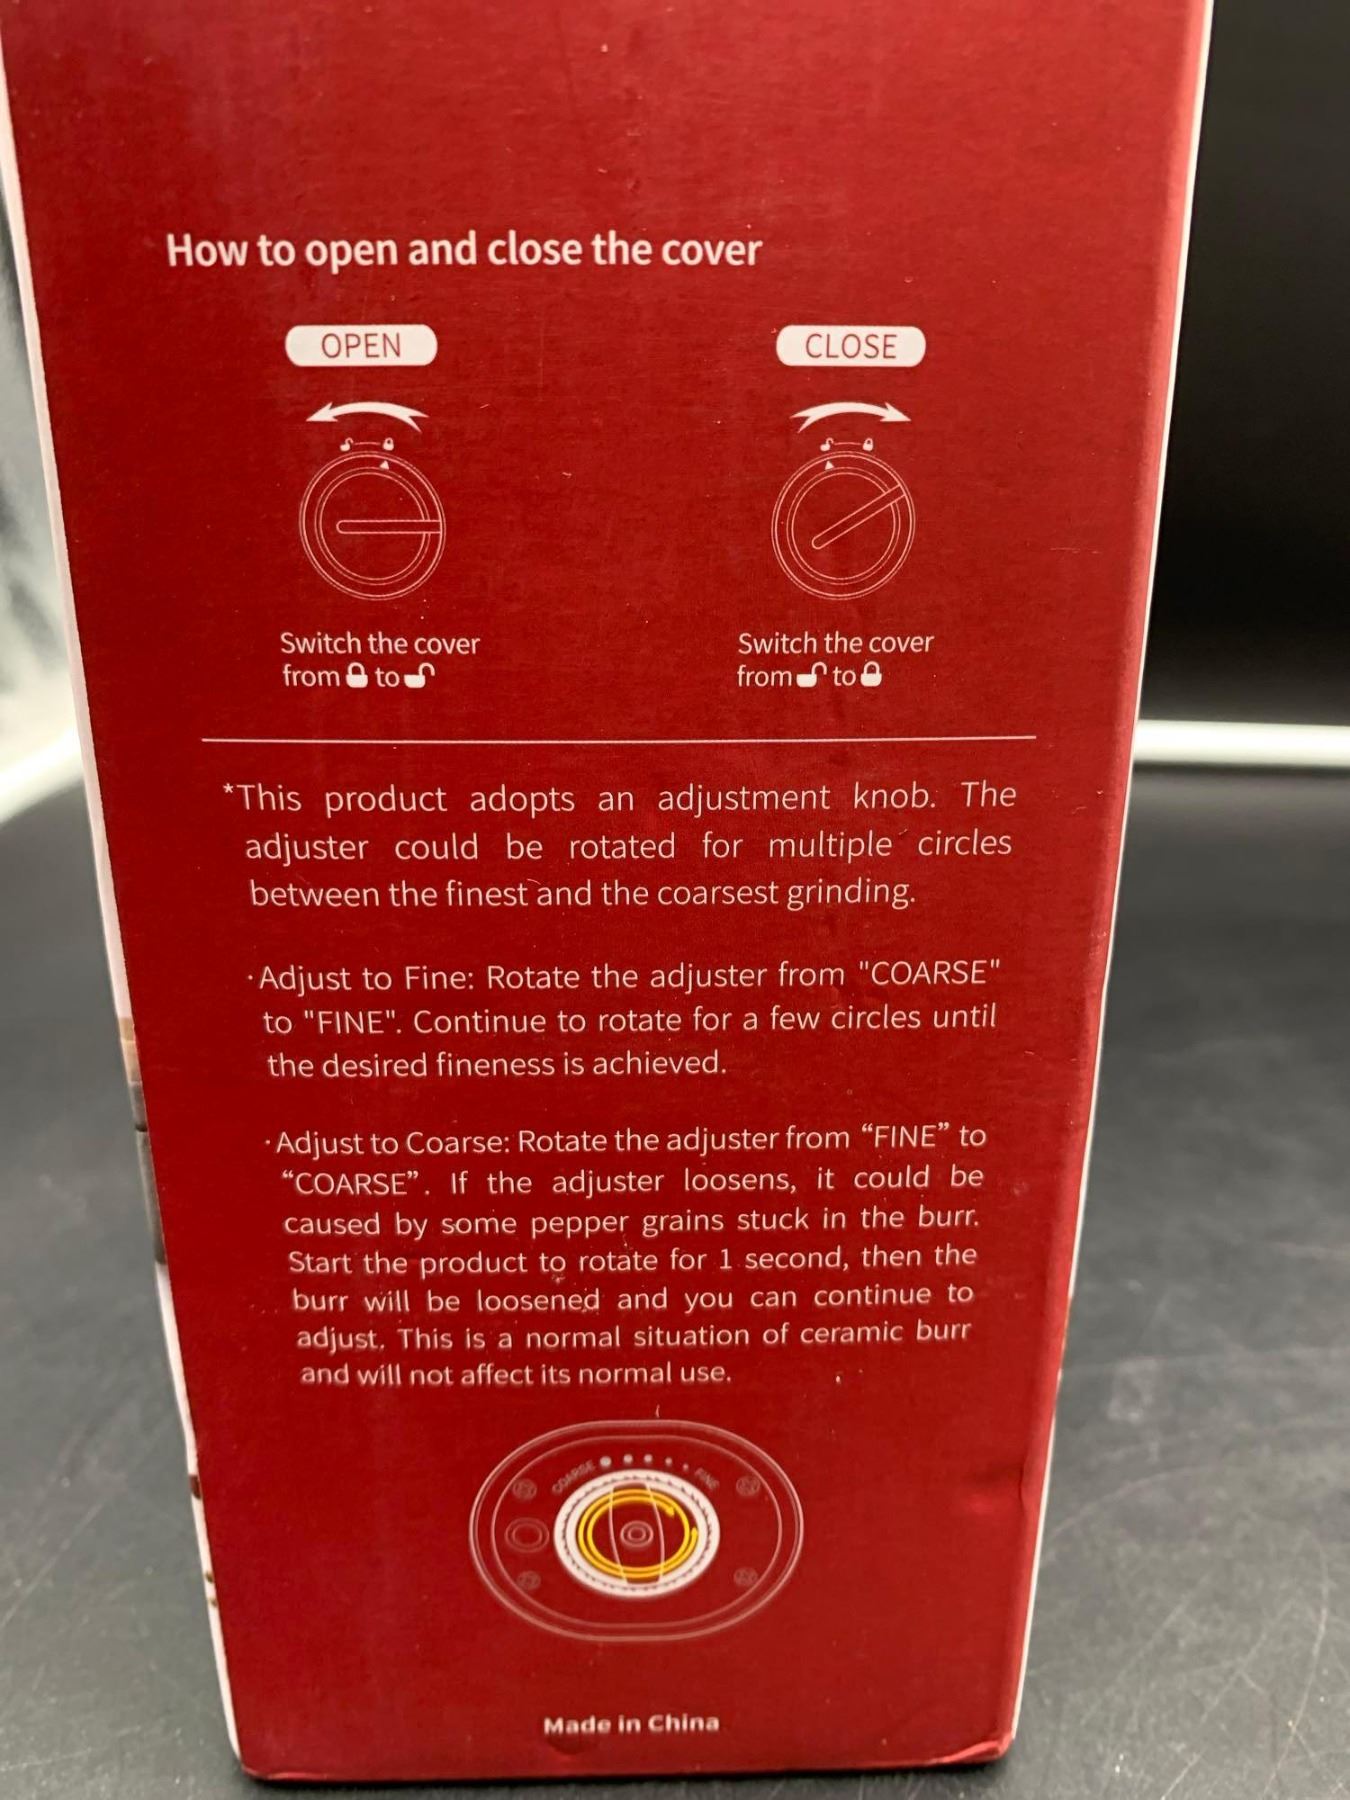 How to open and close the cover
OPEN CLOSE
Switch the cover
from to
Switch the cover
from to
*This product adopts an adjustment knob. The
adjuster could be rotated for multiple circles
between the finest and the coarsest grinding.
·Adjust to Fine: Rotate the adjuster from "COARSE"
to "FINE". Continue to rotate for a few circles until
the desired fineness is achieved.
·Adjust to Coarse: Rotate the adjuster from “FINE” to
“COARSE”. If the adjuster loosens, it could be
caused by some pepper grains stuck in the burr.
Start the product to rotate for 1 second, then the
burr will be loosened and you can continue to
adjust. This is a normal situation of ceramic burr
and will not affect its normal use.
COARSE FINE
Made in China